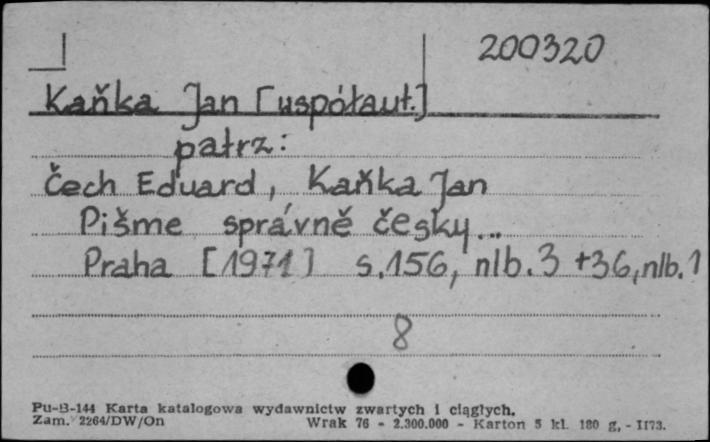 200320
Kaňka Jan [współaut.]
patrz:
Čech Eduard, Kaňka Jan
Pišme správně česky...
Praha [1971] s.156, nlb.3 +36, nlb.1
8
Pu-B-144 Karta katalogowa wydawnictw zwartych i ciągłych.
Zam. 2264/DW/On Wrak 76 - 2.300.000 - Karton 5 kl. 180 g, - II73.